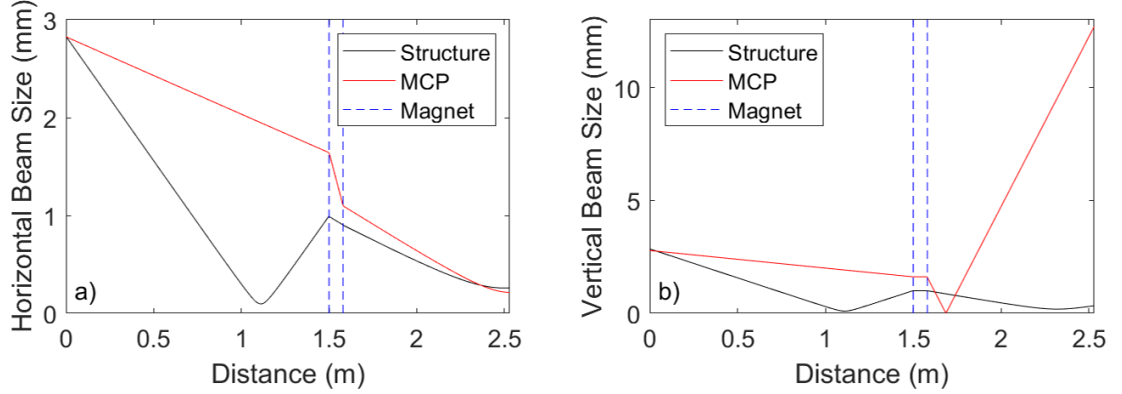 Horizontal Beam Size (mm)
3
2
1
0
Structure
MCP
Magnet
a)
0
0.5
1
1.5
2
2.5
Distance (m)
Vertical Beam Size (mm)
10
5
0
Structure
MCP
Magnet
b)
0
0.5
1
1.5
2
2.5
Distance (m)